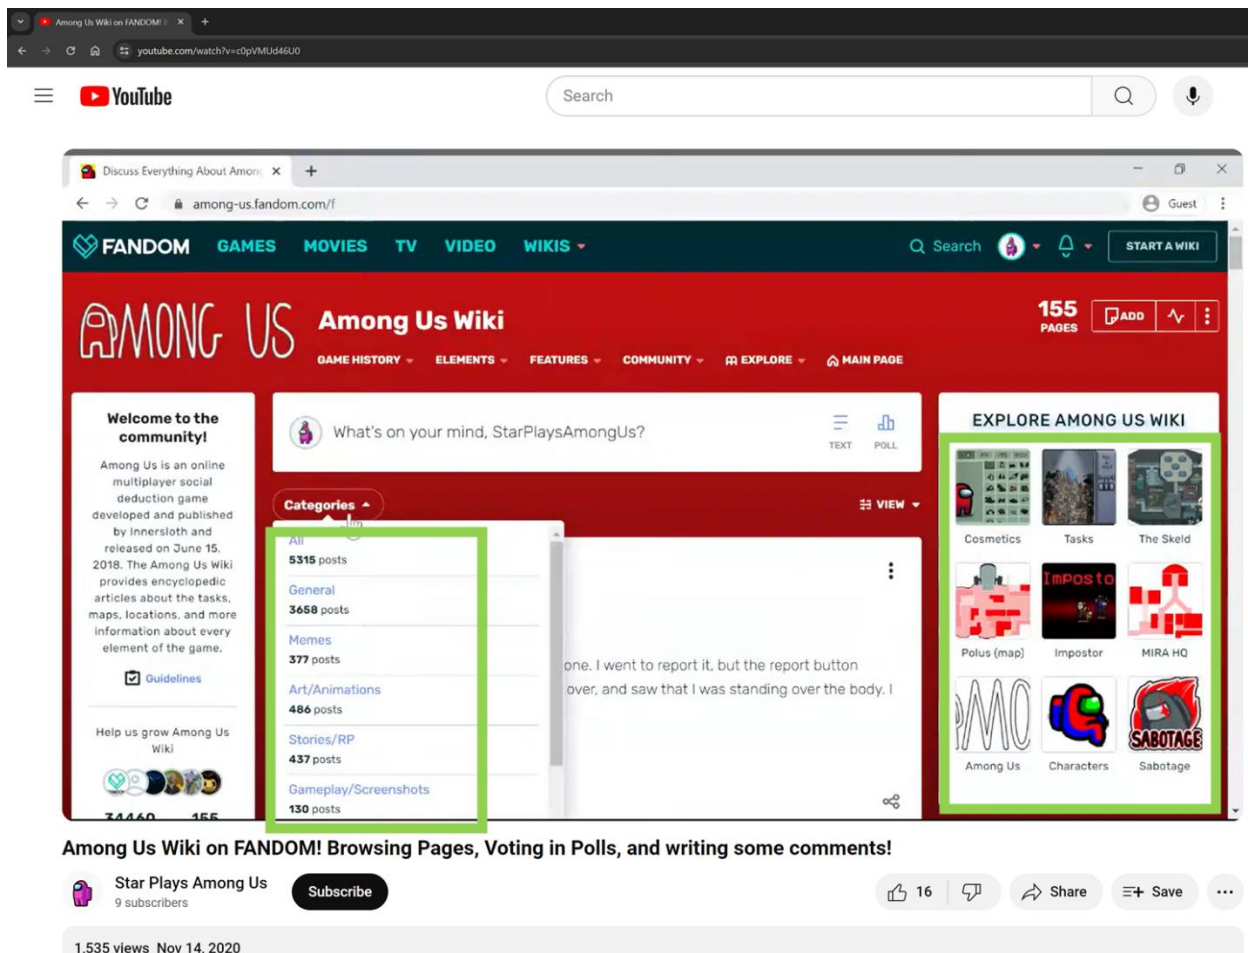 Among Us Wiki on FANDOM!
youtube.com/watch?v=c0pVMUd46U0
YouTube
Search
Discuss Everything About Among
among-us.fandom.com/f
Guest
FANDOM GAMES MOVIES TV VIDEO WIKIS
Search
START A WIKI
AMONG US
Among Us Wiki
155
PAGES
ADD
GAME HISTORY ELEMENTS FEATURES COMMUNITY EXPLORE MAIN PAGE
Welcome to the
community!
Among Us is an online
multiplayer social
deduction game
developed and published
by Innersloth and
released on June 15,
2018. The Among Us Wiki
provides encyclopedic
articles about the tasks,
maps, locations, and more
information about every
element of the game.
Guidelines
Help us grow Among Us
Wiki
34460 155
What's on your mind, StarPlaysAmongUs?
TEXT POLL
Categories
VIEW
All
5315 posts
General
3658 posts
Memes
377 posts
Art/Animations
486 posts
Stories/RP
437 posts
Gameplay/Screenshots
130 posts
one. I went to report it, but the report button
over, and saw that I was standing over the body. I
EXPLORE AMONG US WIKI
Cosmetics Tasks The Skeld
Imposto
Polus (map) Impostor MIRA HQ
SABOTAGE
Among Us Characters Sabotage
Among Us Wiki on FANDOM! Browsing Pages, Voting in Polls, and writing some comments!
Star Plays Among Us
9 subscribers
Subscribe
16
Share
Save
1,535 views Nov 14, 2020